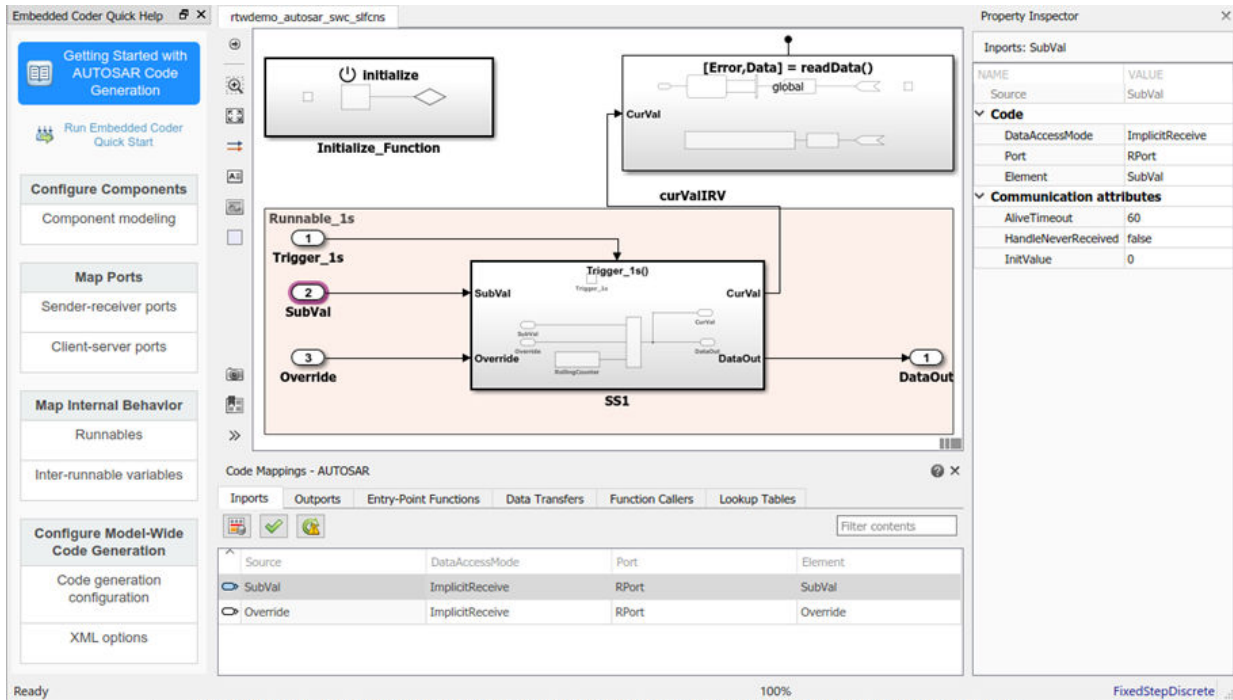 Embedded Coder Quick Help
Getting Started with
AUTOSAR Code
Generation
Run Embedded Coder
Quick Start
Configure Components
Component modeling
Map Ports
Sender-receiver ports
Client-server ports
Map Internal Behavior
Runnables
Inter-runnable variables
Configure Model-Wide
Code Generation
Code generation
configuration
XML options
Ready
rtwdemo_autosar_swc_slfcns
initialize
Initialize_Function
[Error,Data] = readData()
global
CurVal
curValIRV
Runnable_1s
1
Trigger_1s
2
SubVal
3
Override
Trigger_1s()
Trigger_1s
SubVal
CurVal
SubVal
CurVal
Override
Override
DataOut
DataOut
RollingCounter
SS1
1
DataOut
Code Mappings - AUTOSAR
Inports Outports Entry-Point Functions Data Transfers Function Callers Lookup Tables
Filter contents
Source DataAccessMode Port Element
SubVal ImplicitReceive RPort SubVal
Override ImplicitReceive RPort Override
100%
Property Inspector
Inports: SubVal
NAME VALUE
Source SubVal
Code
DataAccessMode ImplicitReceive
Port RPort
Element SubVal
Communication attributes
AliveTimeout 60
HandleNeverReceived false
InitValue 0
FixedStepDiscrete